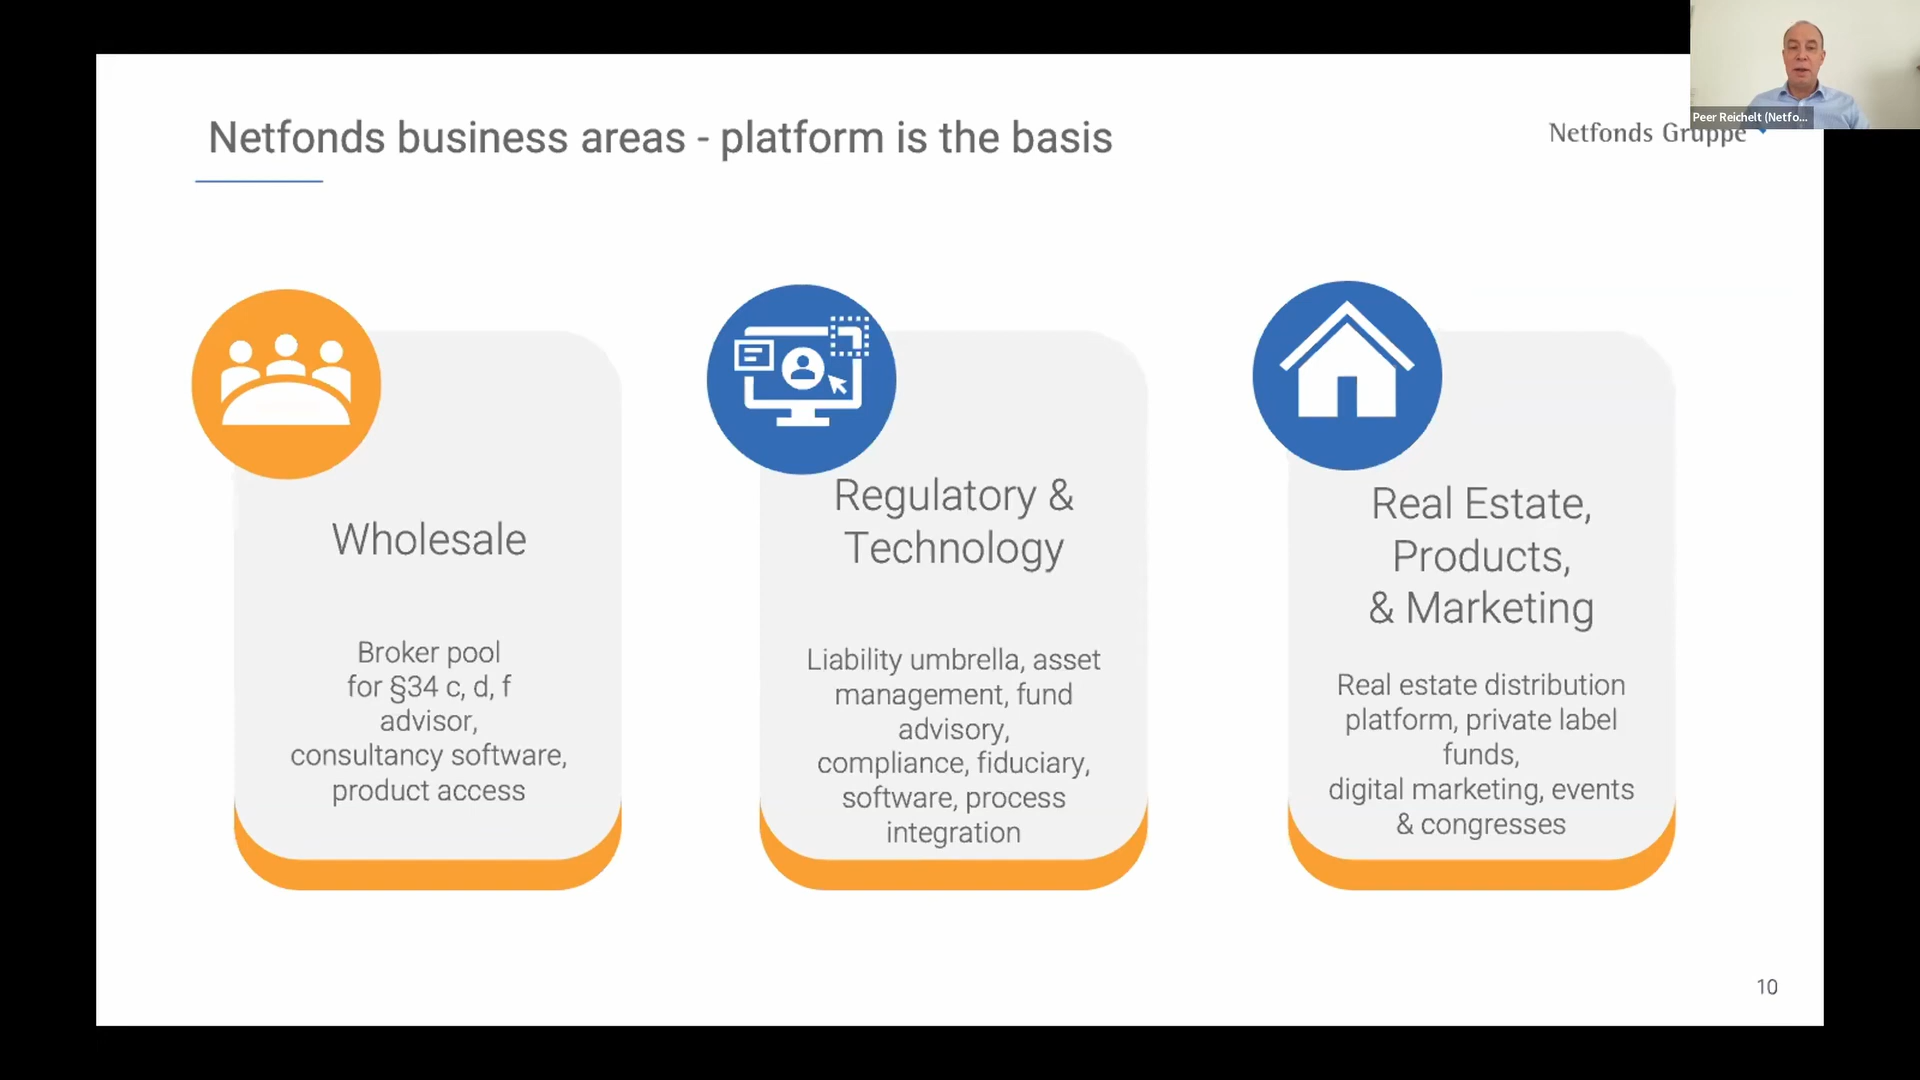 Peer Reichelt (Netfo...
Netfonds Gruppe
Netfonds business areas - platform is the basis
Wholesale
Broker pool
for §34 c, d, f
advisor,
consultancy software,
product access
Regulatory &
Technology
Liability umbrella, asset
management, fund
advisory,
compliance, fiduciary,
software, process
integration
Real Estate,
Products,
& Marketing
Real estate distribution
platform, private label
funds,
digital marketing, events
& congresses
10